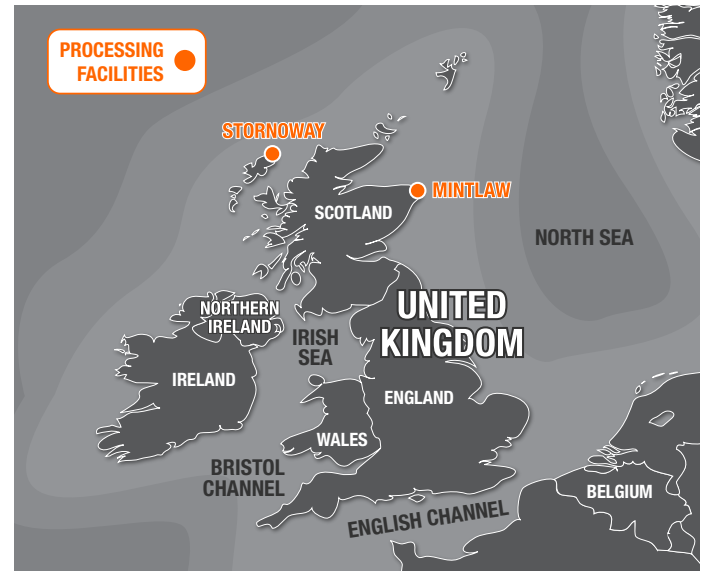 PROCESSING
FACILITIES
STORNOWAY
MINTLAW
SCOTLAND
NORTH SEA
NORTHERN
IRELAND
UNITED
KINGDOM
IRISH
SEA
IRELAND
ENGLAND
WALES
BRISTOL
CHANNEL
BELGIUM
ENGLISH CHANNEL